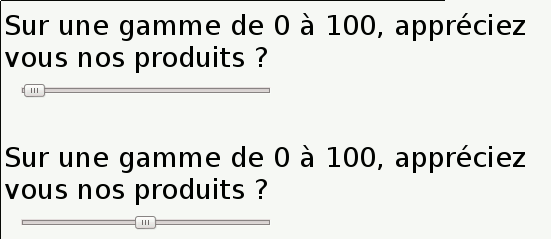 Sur une gamme de 0 à 100, appréciez
vous nos produits ?
Sur une gamme de 0 à 100, appréciez
vous nos produits ?